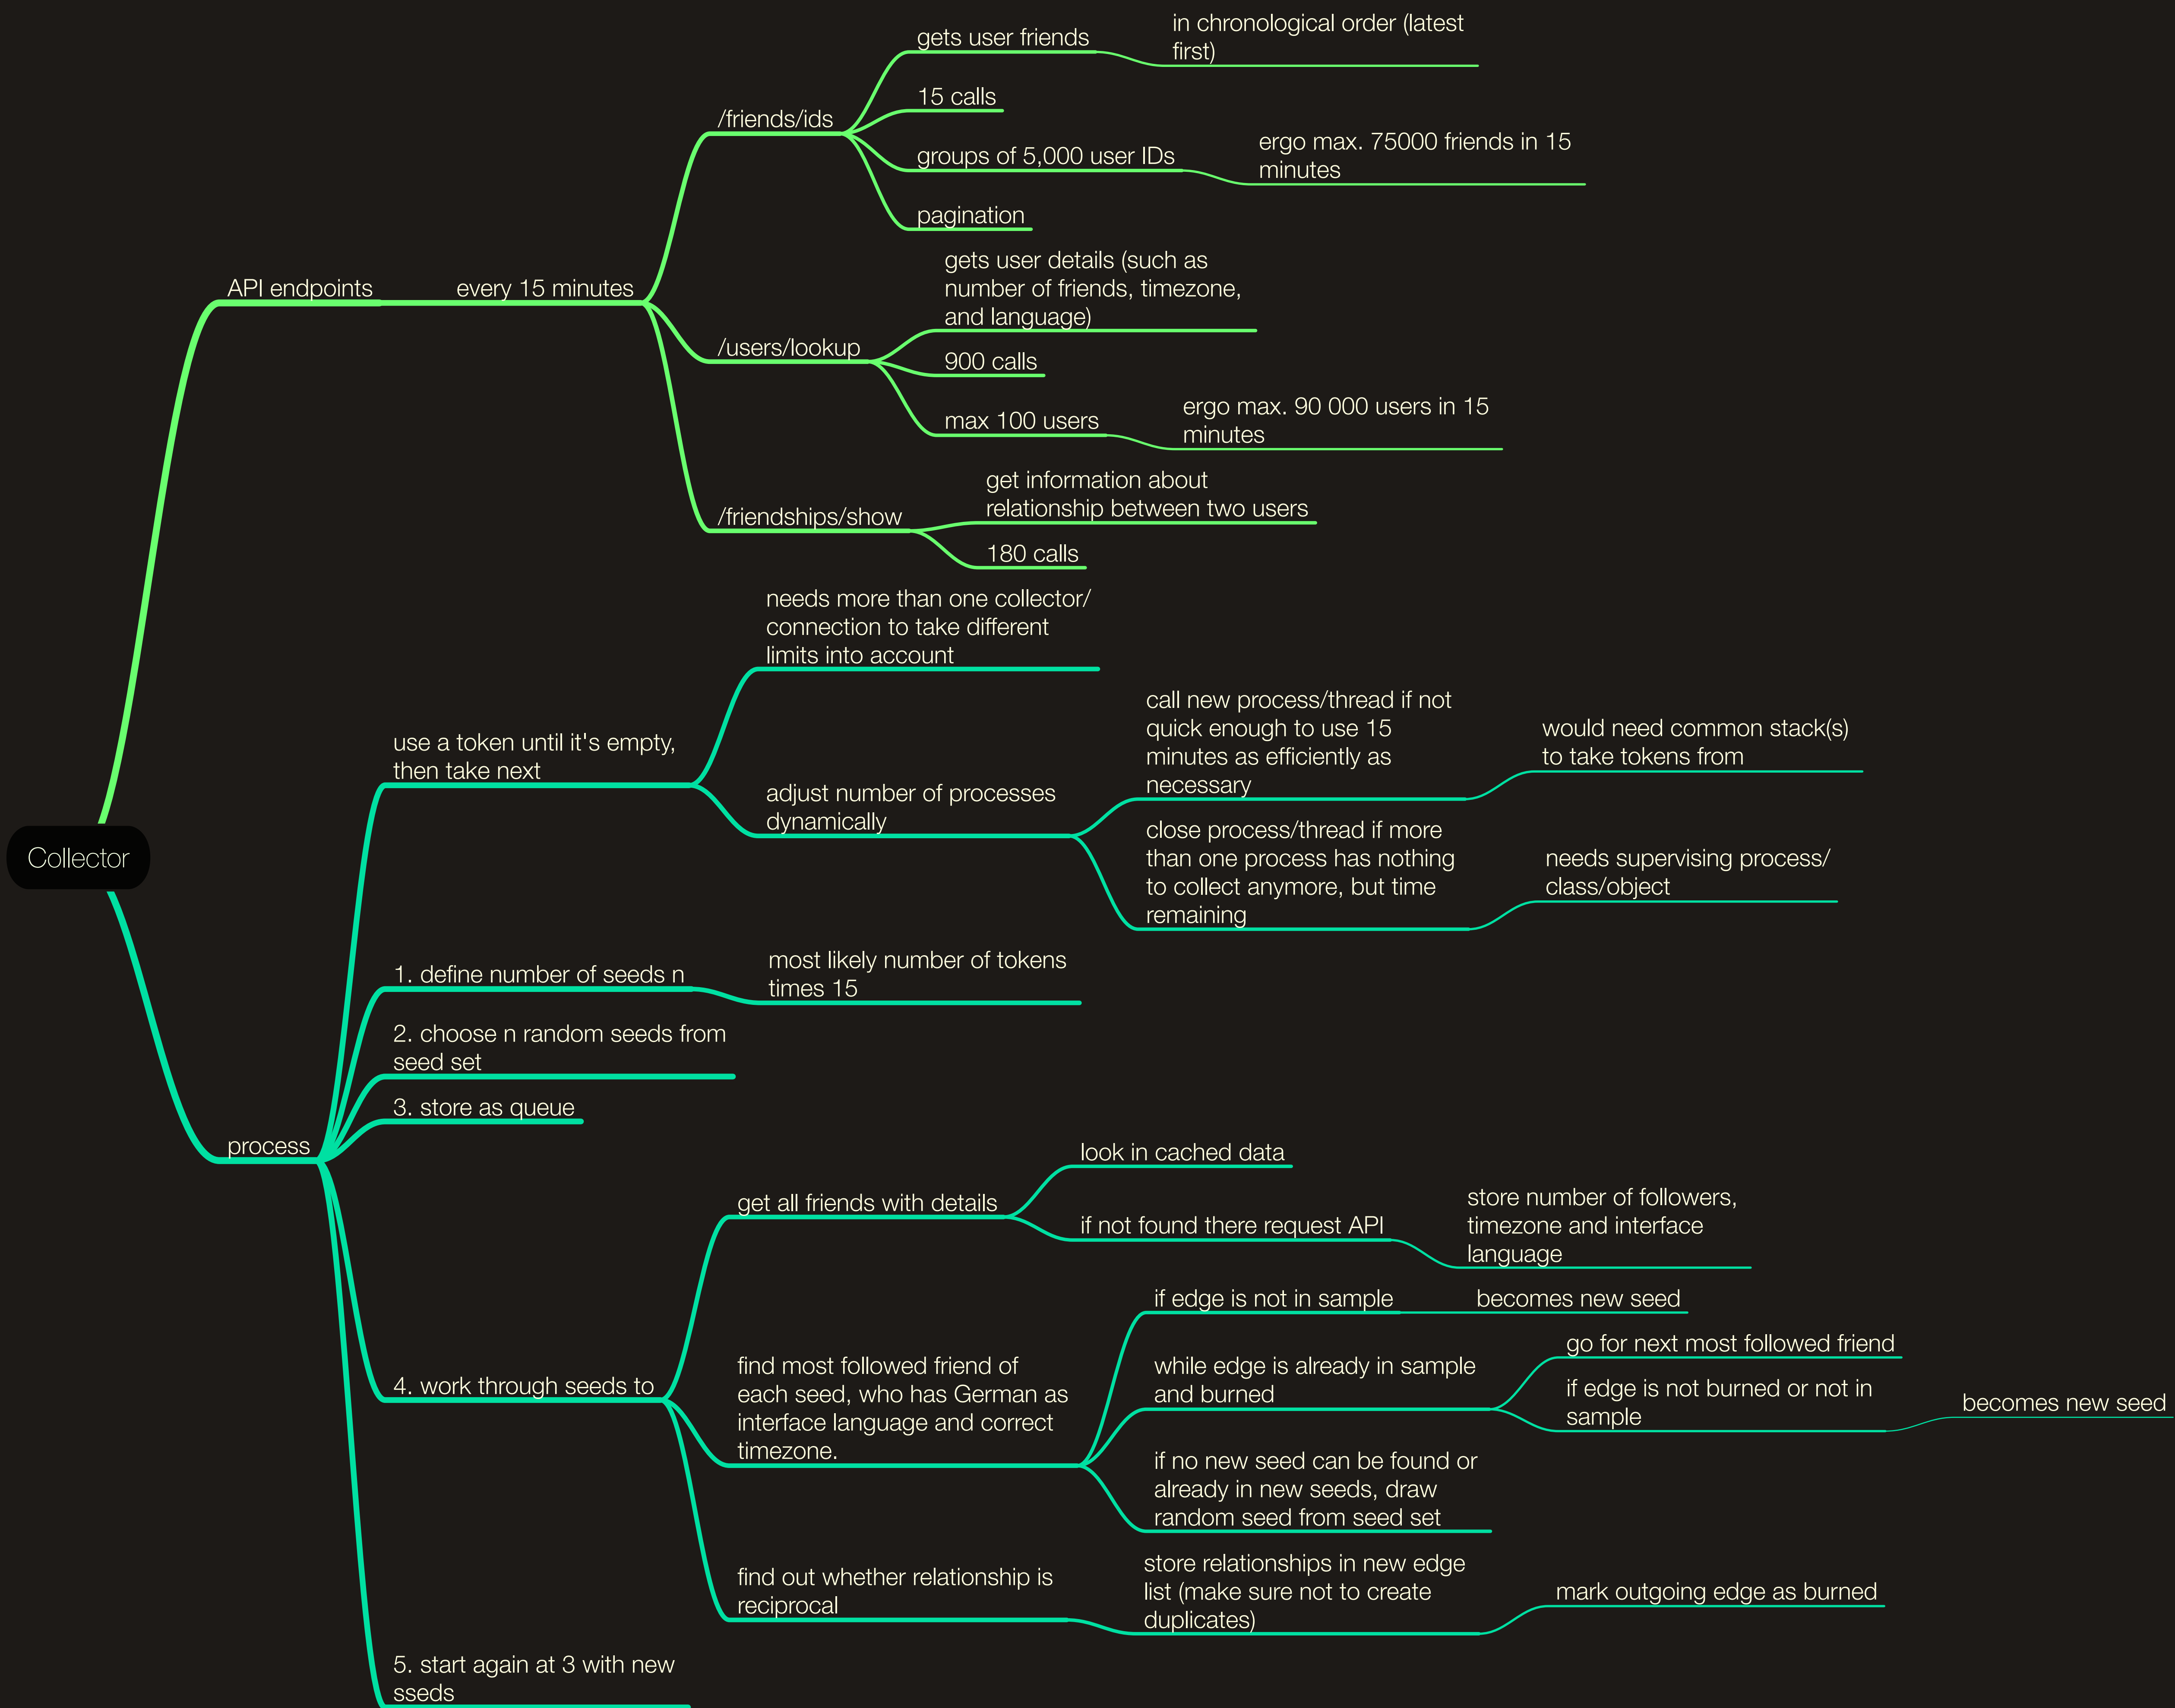 Collector
API endpoints
every 15 minutes
/friends/ids
gets user friends
in chronological order (latest
first)
15 calls
groups of 5,000 user IDs
ergo max. 75000 friends in 15
minutes
pagination
/users/lookup
gets user details (such as
number of friends, timezone,
and language)
900 calls
max 100 users
ergo max. 90 000 users in 15
minutes
/friendships/show
get information about
relationship between two users
180 calls
process
use a token until it's empty,
then take next
needs more than one collector/
connection to take different
limits into account
adjust number of processes
dynamically
call new process/thread if not
quick enough to use 15
minutes as efficiently as
necessary
would need common stack(s)
to take tokens from
close process/thread if more
than one process has nothing
to collect anymore, but time
remaining
needs supervising process/
class/object
1. define number of seeds n
most likely number of tokens
times 15
2. choose n random seeds from
seed set
3. store as queue
4. work through seeds to
get all friends with details
look in cached data
if not found there request API
store number of followers,
timezone and interface
language
find most followed friend of
each seed, who has German as
interface language and correct
timezone.
if edge is not in sample
becomes new seed
while edge is already in sample
and burned
go for next most followed friend
if edge is not burned or not in
sample
becomes new seed
if no new seed can be found or
already in new seeds, draw
random seed from seed set
find out whether relationship is
reciprocal
store relationships in new edge
list (make sure not to create
duplicates)
mark outgoing edge as burned
5. start again at 3 with new
sseds